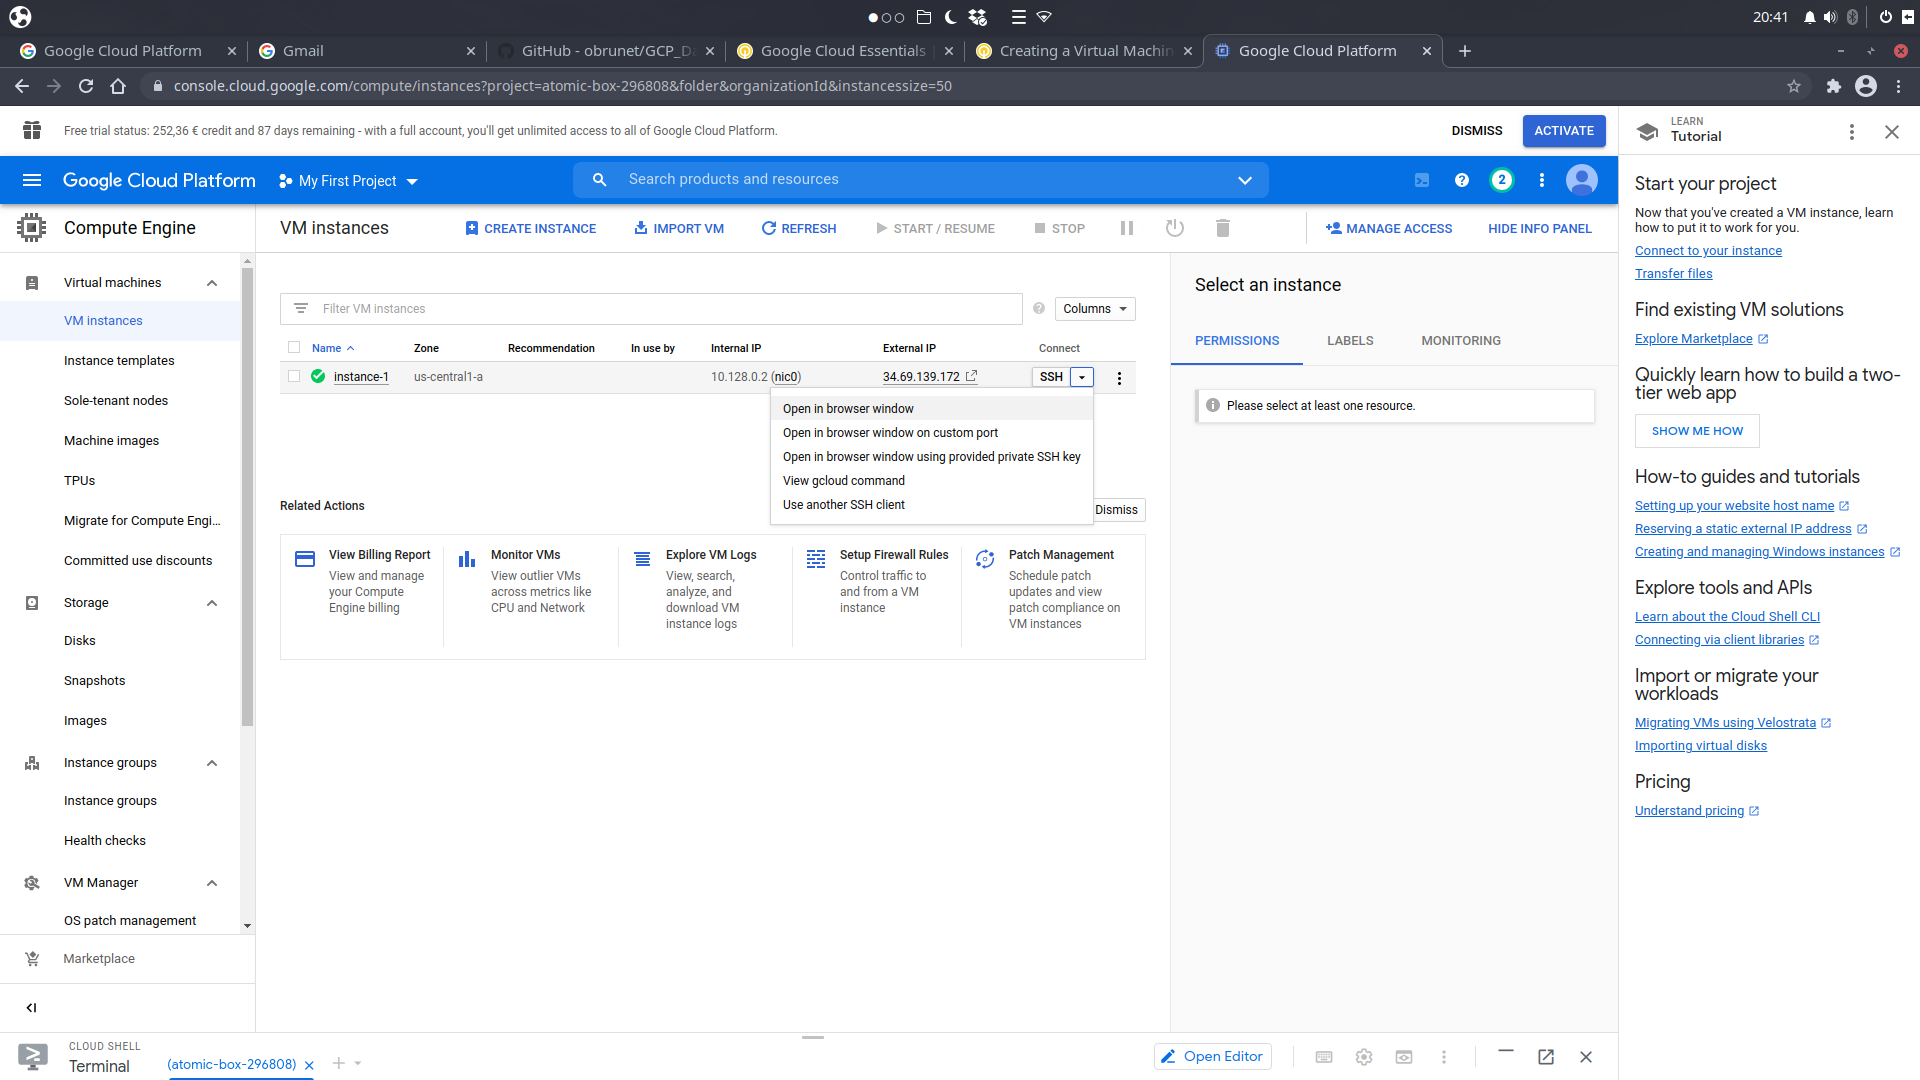 20:41
Google Cloud Platform
Gmail
GitHub - obrunet/GCP_Da
Google Cloud Essentials
Creating a Virtual Machin
Google Cloud Platform
console.cloud.google.com/compute/instances?project=atomic-box-296808&folder&organizationId&instancessize=50
Free trial status: 252,36 € credit and 87 days remaining - with a full account, you'll get unlimited access to all of Google Cloud Platform.
DISMISS
ACTIVATE
LEARN
Tutorial
Google Cloud Platform
My First Project
Search products and resources
2
Compute Engine
VM instances
CREATE INSTANCE
IMPORT VM
REFRESH
START / RESUME
STOP
MANAGE ACCESS
HIDE INFO PANEL
Virtual machines
VM instances
Instance templates
Sole-tenant nodes
Machine images
TPUs
Migrate for Compute Engi...
Committed use discounts
Storage
Disks
Snapshots
Images
Instance groups
Instance groups
Health checks
VM Manager
OS patch management
Marketplace
Filter VM instances
Columns
Name
Zone
Recommendation
In use by
Internal IP
External IP
Connect
instance-1
us-central1-a
10.128.0.2 (nic0)
34.69.139.172
SSH
Open in browser window
Open in browser window on custom port
Open in browser window using provided private SSH key
View gcloud command
Use another SSH client
Related Actions
Dismiss
View Billing Report
View and manage
your Compute
Engine billing
Monitor VMs
View outlier VMs
across metrics like
CPU and Network
Explore VM Logs
View, search,
analyze, and
download VM
instance logs
Setup Firewall Rules
Control traffic to
and from a VM
instance
Patch Management
Schedule patch
updates and view
patch compliance on
VM instances
Select an instance
PERMISSIONS
LABELS
MONITORING
Please select at least one resource.
Start your project
Now that you've created a VM instance, learn
how to put it to work for you.
Connect to your instance
Transfer files
Find existing VM solutions
Explore Marketplace
Quickly learn how to build a two-
tier web app
SHOW ME HOW
How-to guides and tutorials
Setting up your website host name
Reserving a static external IP address
Creating and managing Windows instances
Explore tools and APIs
Learn about the Cloud Shell CLI
Connecting via client libraries
Import or migrate your
workloads
Migrating VMs using Velostrata
Importing virtual disks
Pricing
Understand pricing
CLOUD SHELL
Terminal
(atomic-box-296808)
Open Editor